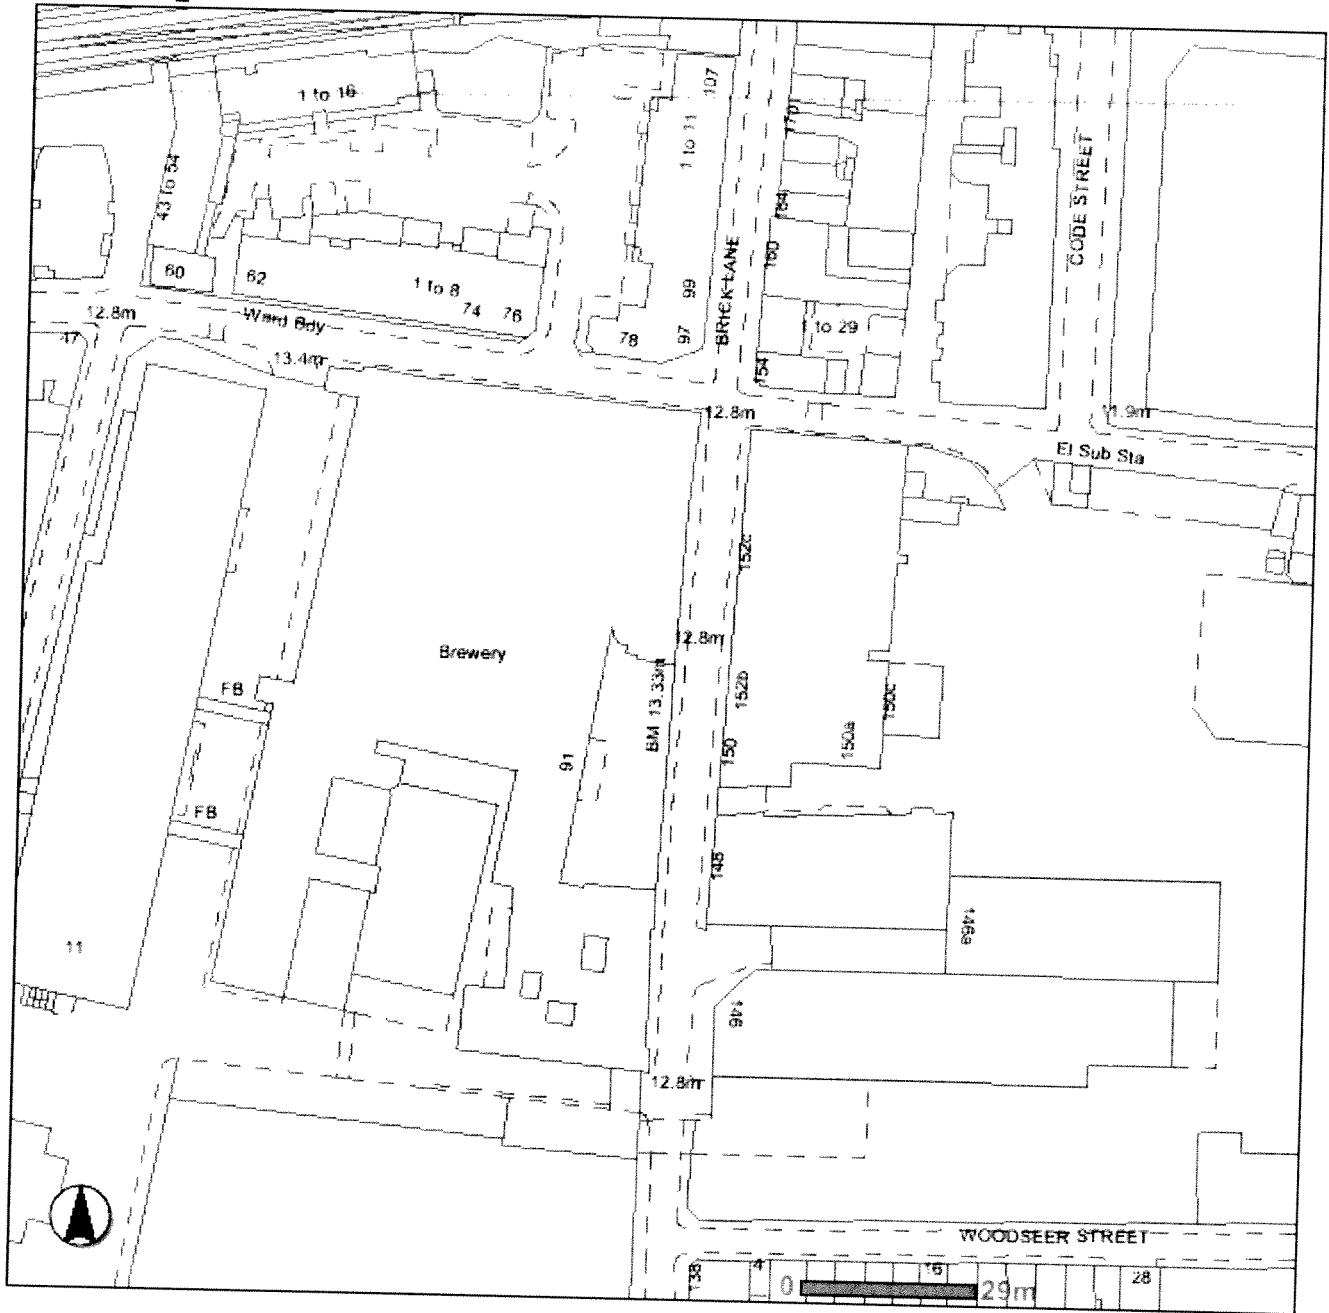 1 to 16
107
1 to 11
170
CODE STREET
43 to 54
164
160
60
62
1 to 8
74
76
99
BRICK LANE
12.8m
Ward Bdy
78
97
1 to 29
47
13.4m
154
12.8m
11.9m
El Sub Sta
152c
12.8m
Brewery
FB
BM 13.33m
152b
150c
150
150a
91
FB
148
146a
11
146
12.8m
WOODSEER STREET
138
4
16
28
0
29m